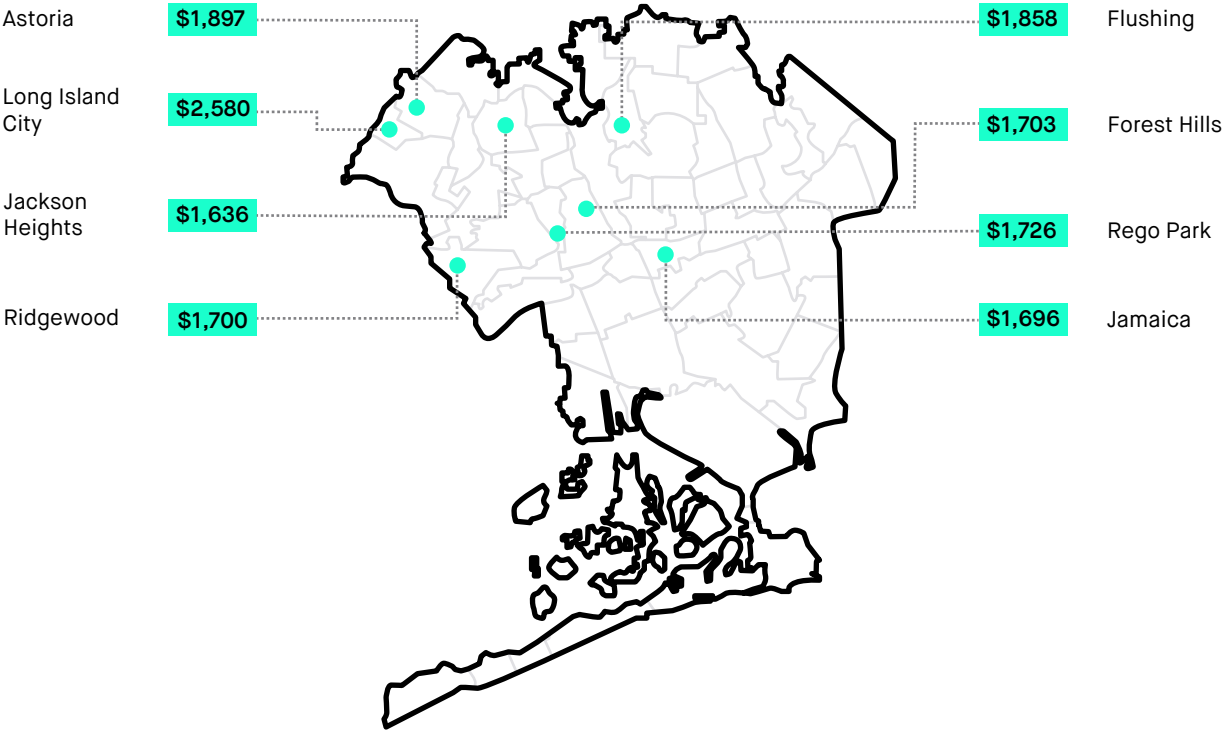 Astoria
$1,897
Long Island
City
$2,580
Jackson
Heights
$1,636
Ridgewood
$1,700
$1,858
Flushing
$1,703
Forest Hills
$1,726
Rego Park
$1,696
Jamaica